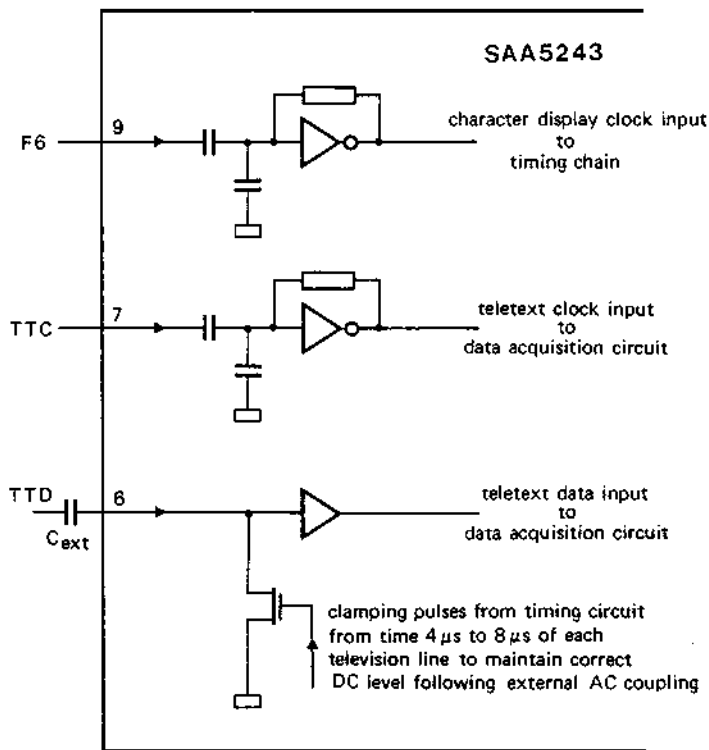 SAA5243
F6
9
character display clock input
to
timing chain
TTC
7
teletext clock input
to
data acquisition circuit
TTD
6
Cext
teletext data input
to
data acquisition circuit
clamping pulses from timing circuit
from time 4 µs to 8 µs of each
television line to maintain correct
DC level following external AC coupling